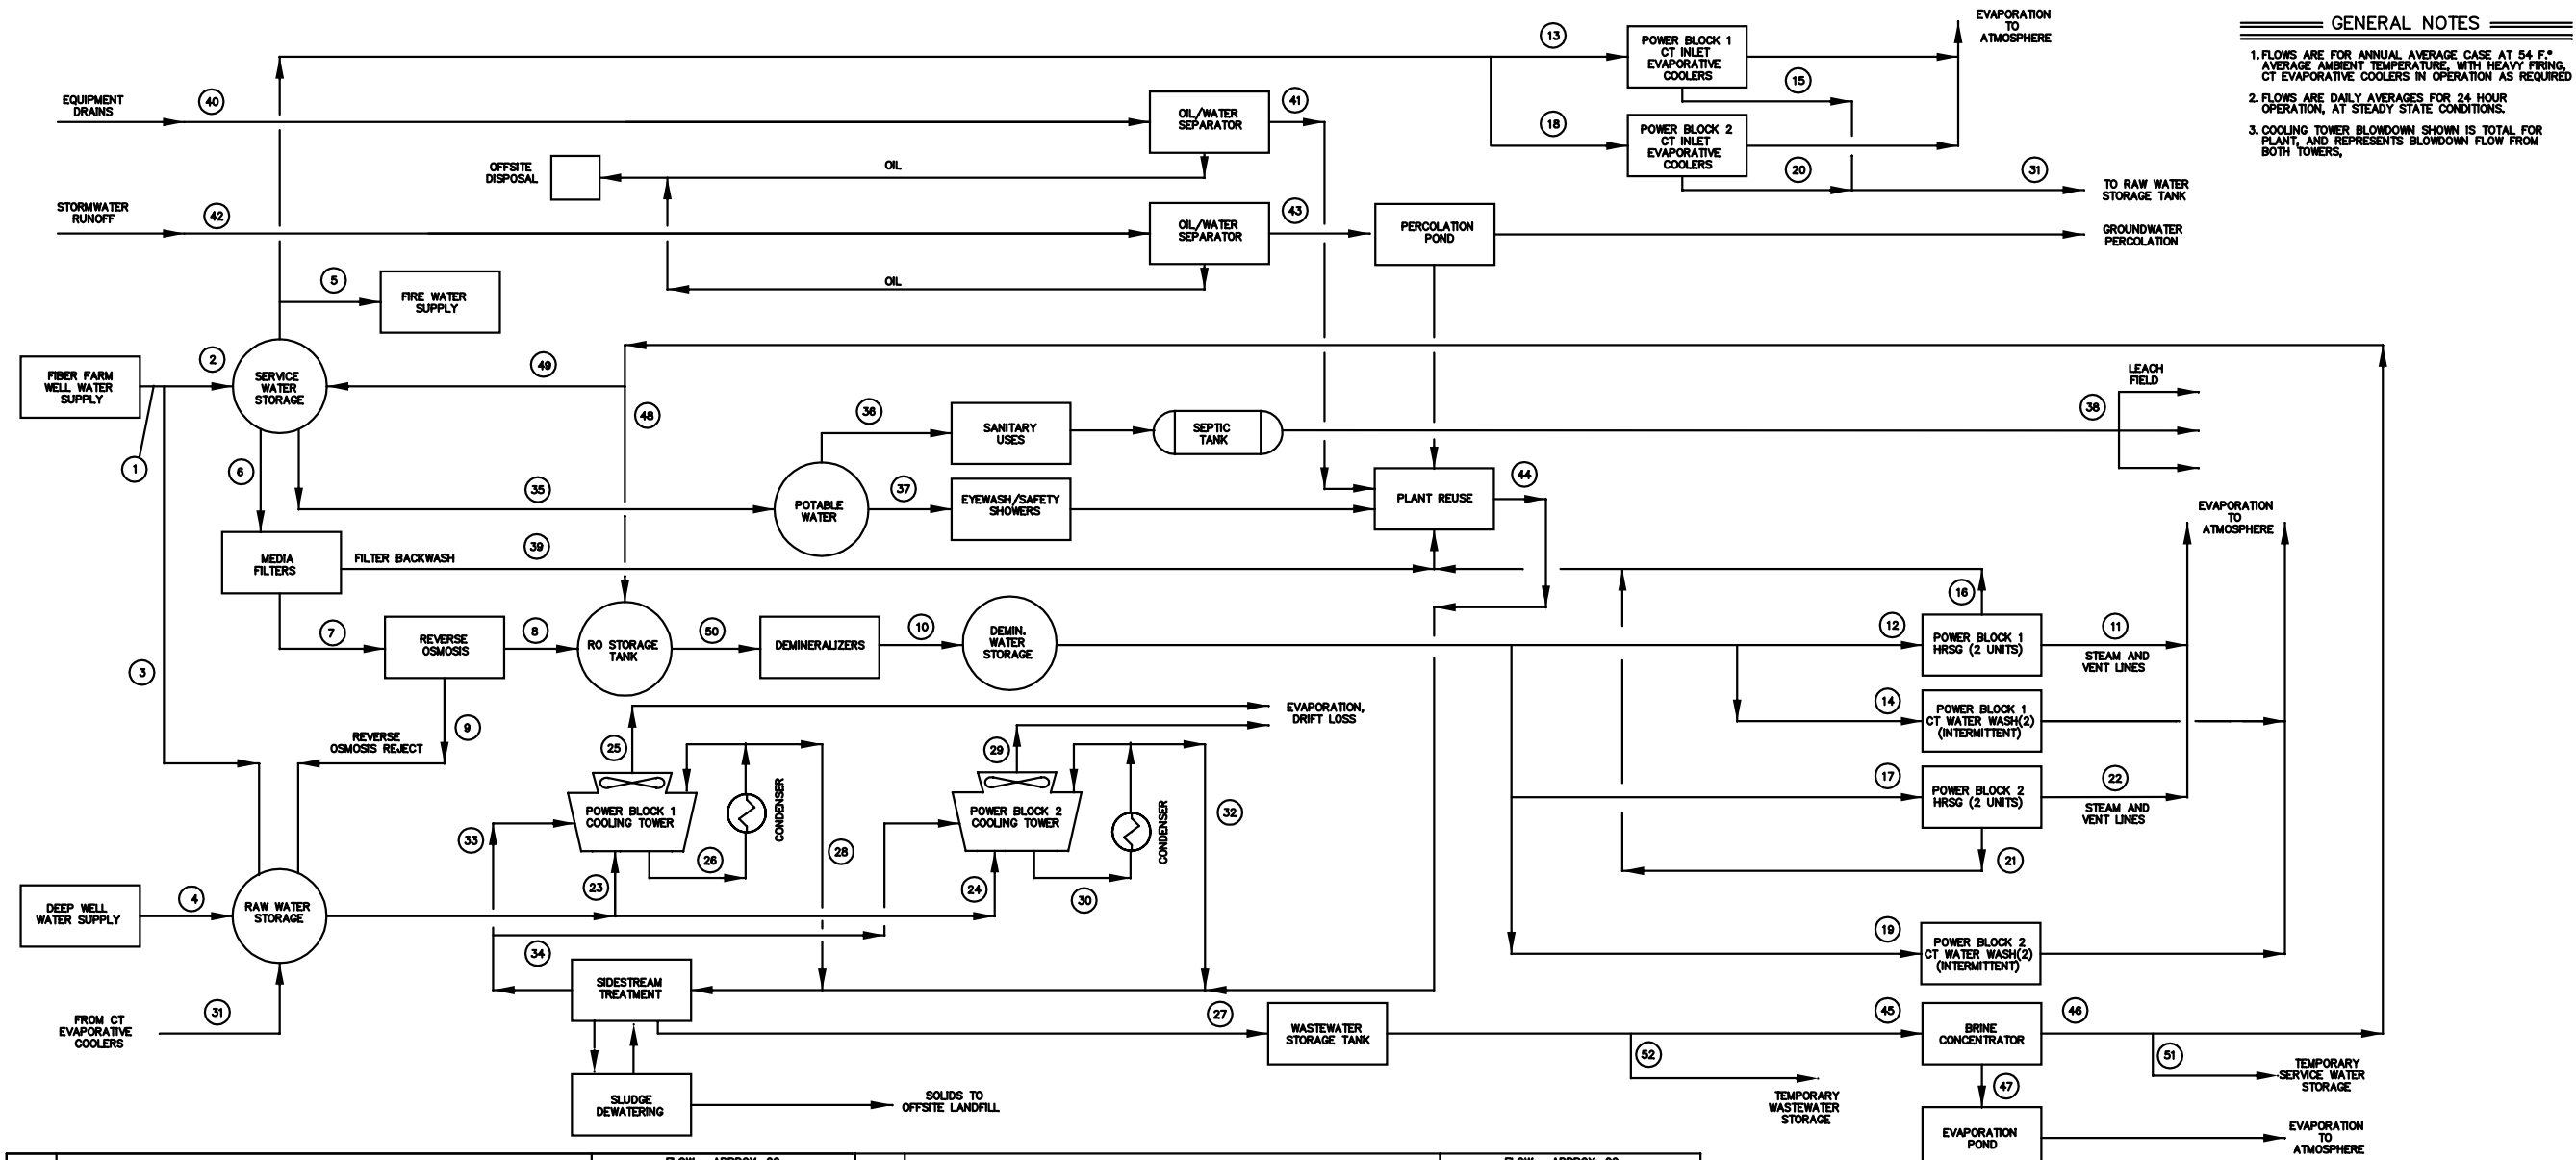 EVAPORATION
TO
ATMOSPHERE
GENERAL NOTES
1. FLOWS ARE FOR ANNUAL AVERAGE CASE AT 54 F.°
AVERAGE AMBIENT TEMPERATURE, WITH HEAVY FIRING,
CT EVAPORATIVE COOLERS IN OPERATION AS REQUIRED
2. FLOWS ARE DAILY AVERAGES FOR 24 HOUR
OPERATION, AT STEADY STATE CONDITIONS.
3. COOLING TOWER BLOWDOWN SHOWN IS TOTAL FOR
PLANT, AND REPRESENTS BLOWDOWN FLOW FROM
BOTH TOWERS,
13
POWER BLOCK 1
CT INLET
EVAPORATIVE
COOLERS
15
EQUIPMENT
DRAINS
40
OIL/WATER
SEPARATOR
41
18
POWER BLOCK 2
CT INLET
EVAPORATIVE
COOLERS
20
31
TO RAW WATER
STORAGE TANK
OFFSITE
DISPOSAL
OIL
STORMWATER
RUNOFF
42
OIL/WATER
SEPARATOR
43
PERCOLATION
POND
GROUNDWATER
PERCOLATION
OIL
5
FIRE WATER
SUPPLY
FIBER FARM
WELL WATER
SUPPLY
1
2
SERVICE
WATER
STORAGE
49
48
LEACH
FIELD
38
36
SANITARY
USES
SEPTIC
TANK
6
35
POTABLE
WATER
37
EYEWASH/SAFETY
SHOWERS
PLANT REUSE
44
EVAPORATION
TO
ATMOSPHERE
MEDIA
FILTERS
FILTER BACKWASH
39
16
3
7
REVERSE
OSMOSIS
8
RO STORAGE
TANK
50
DEMINERALIZERS
10
DEMIN.
WATER
STORAGE
12
POWER BLOCK 1
HRSG (2 UNITS)
11
STEAM AND
VENT LINES
9
REVERSE
OSMOSIS REJECT
EVAPORATION,
DRIFT LOSS
14
POWER BLOCK 1
CT WATER WASH(2)
(INTERMITTENT)
25
29
17
POWER BLOCK 2
HRSG (2 UNITS)
22
STEAM AND
VENT LINES
33
POWER BLOCK 1
COOLING TOWER
CONDENSER
26
28
POWER BLOCK 2
COOLING TOWER
CONDENSER
30
32
21
23
24
DEEP WELL
WATER SUPPLY
4
RAW WATER
STORAGE
34
19
POWER BLOCK 2
CT WATER WASH(2)
(INTERMITTENT)
SIDESTREAM
TREATMENT
31
FROM CT
EVAPORATIVE
COOLERS
27
WASTEWATER
STORAGE TANK
52
45
BRINE
CONCENTRATOR
46
51
TEMPORARY
SERVICE WATER
STORAGE
47
SLUDGE
DEWATERING
SOLIDS TO
OFFSITE LANDFILL
TEMPORARY
WASTEWATER
STORAGE
EVAPORATION
POND
EVAPORATION
TO
ATMOSPHERE